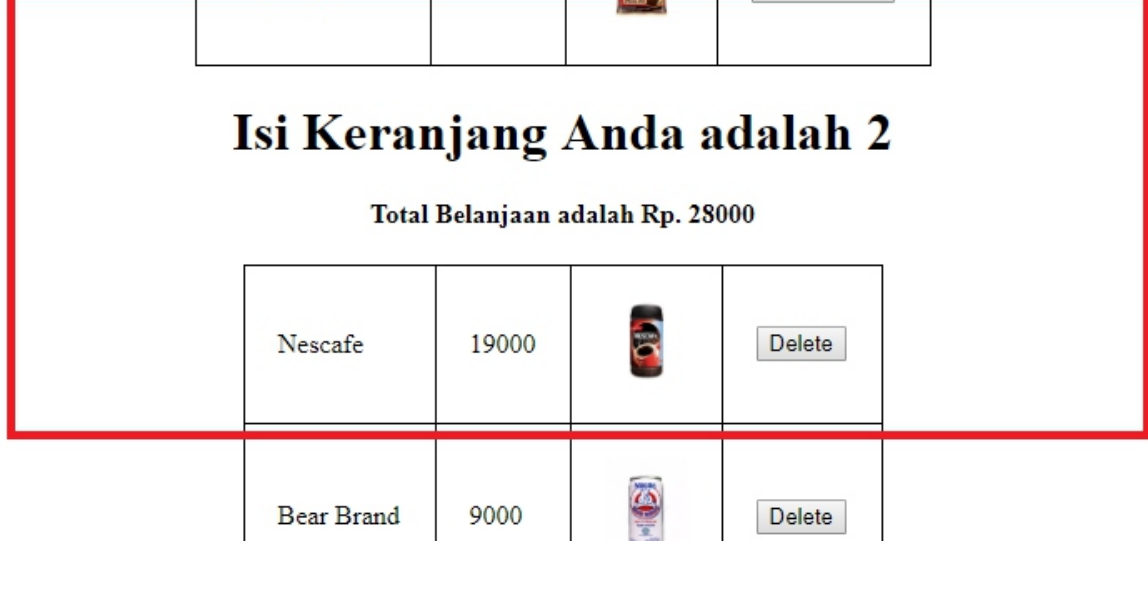 Isi Keranjang Anda adalah 2
Total Belanjaan adalah Rp. 28000
Nescafe 19000 Delete
Bear Brand 9000 Delete